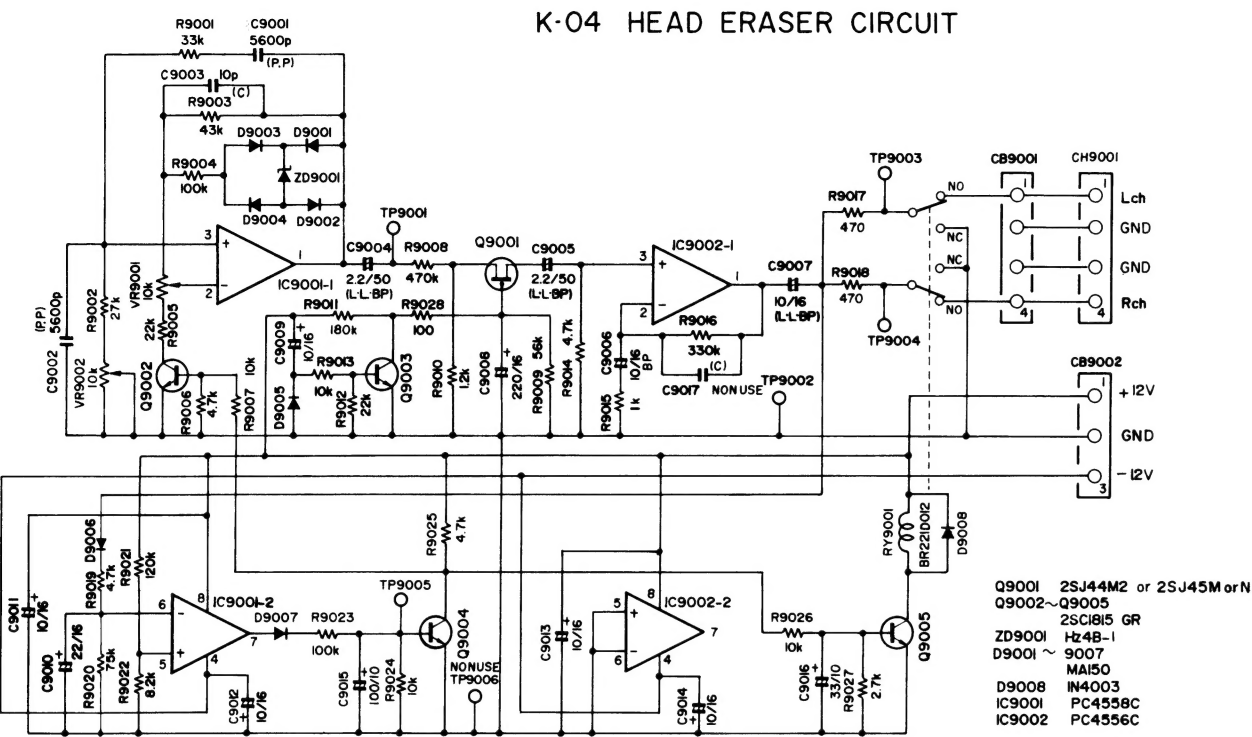 K-04 HEAD ERASER CIRCUIT
R9001
33k
C9001
5600p
(P.P)
C9003
10p
(C)
R9003
43k
D9003
D9001
R9004
100k
ZD9001
D9004
D9002
3
+
1
-
2
IC9001-1
C9004
2.2/50
(L·L·BP)
TP9001
R9008
470k
Q9001
C9005
2.2/50
(L·L·BP)
3
+
IC9002-1
1
-
2
C9007
10/16
(L·L·BP)
R9017
470
R9018
470
TP9003
TP9004
NO
NC
NC
NO
CB9001
1
4
CH9001
1
4
Lch
GND
GND
Rch
(P.P)
5600p
C9002
R9002
27k
VR9001
10k
22k
R9005
VR9002
10k
Q9002
R9006
4.7k
R9007
10k
C9009
10/16
+
R9011
180k
R9028
100
R9013
10k
Q9003
D9005
R9012
22k
R9010
1.2k
C9008
220/16
+
R9009
56k
R9014
4.7k
C9006
10/16
BP
R9015
1k
R9016
330k
(C)
C9017
NON USE
TP9002
CB9002
1
+12V
GND
-12V
3
C9011
10/16
+
D9006
4.7k
R9019
R9021
120k
C9010
22/16
+
R9020
75k
R9022
8.2k
6
-
5
+
8
IC9001-2
7
4
C9012
10/16
+
D9007
R9023
100k
C9015
100/10
+
R9024
10k
TP9005
Q9004
R9025
4.7k
NON USE
TP9006
C9013
10/16
+
5
+
6
-
8
IC9002-2
7
4
C9014
10/16
+
R9026
10k
C9016
33/10
+
R9027
2.7k
Q9005
RY9001
BR221D012
D9008
Q9001 2SJ44M2 or 2SJ45M or N
Q9002~Q9005
2SC1815 GR
ZD9001 Hz4B-1
D9001 ~ 9007
MA150
D9008 IN4003
IC9001 PC4558C
IC9002 PC4556C